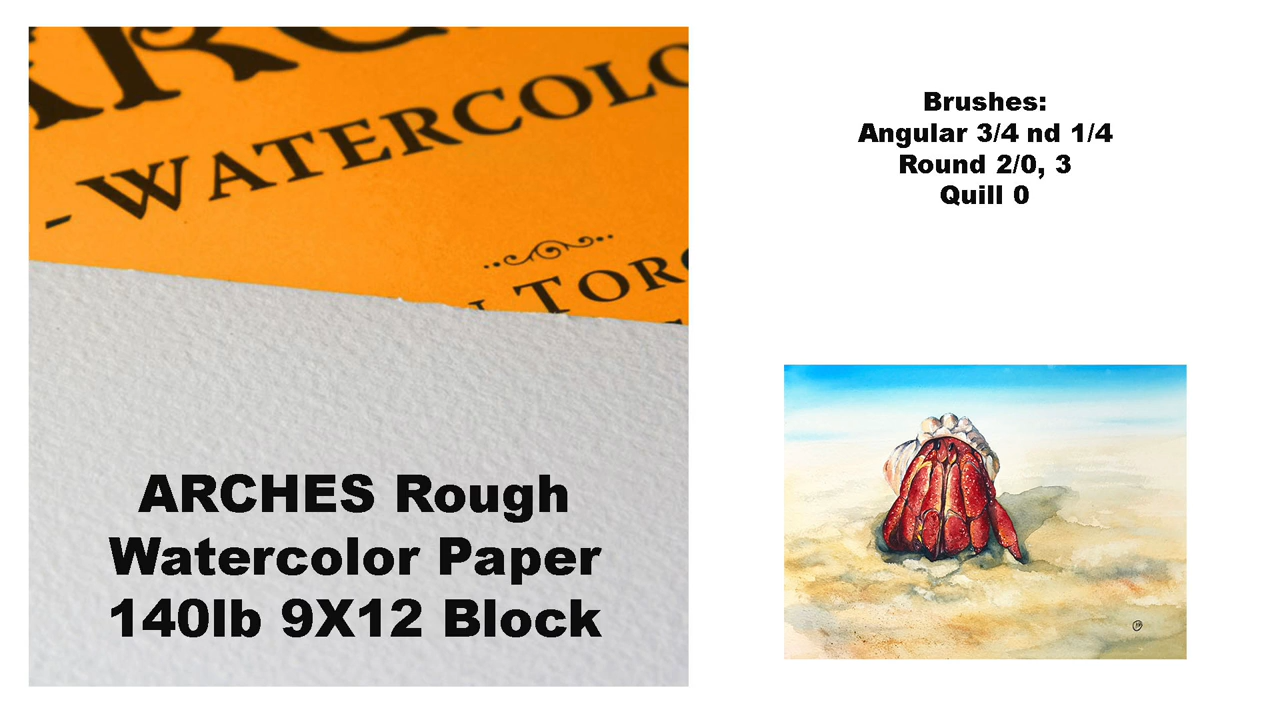 - WATERCOLO
TOR
ARCHES Rough
Watercolor Paper
140lb 9X12 Block
Brushes:
Angular 3/4 nd 1/4
Round 2/0, 3
Quill 0